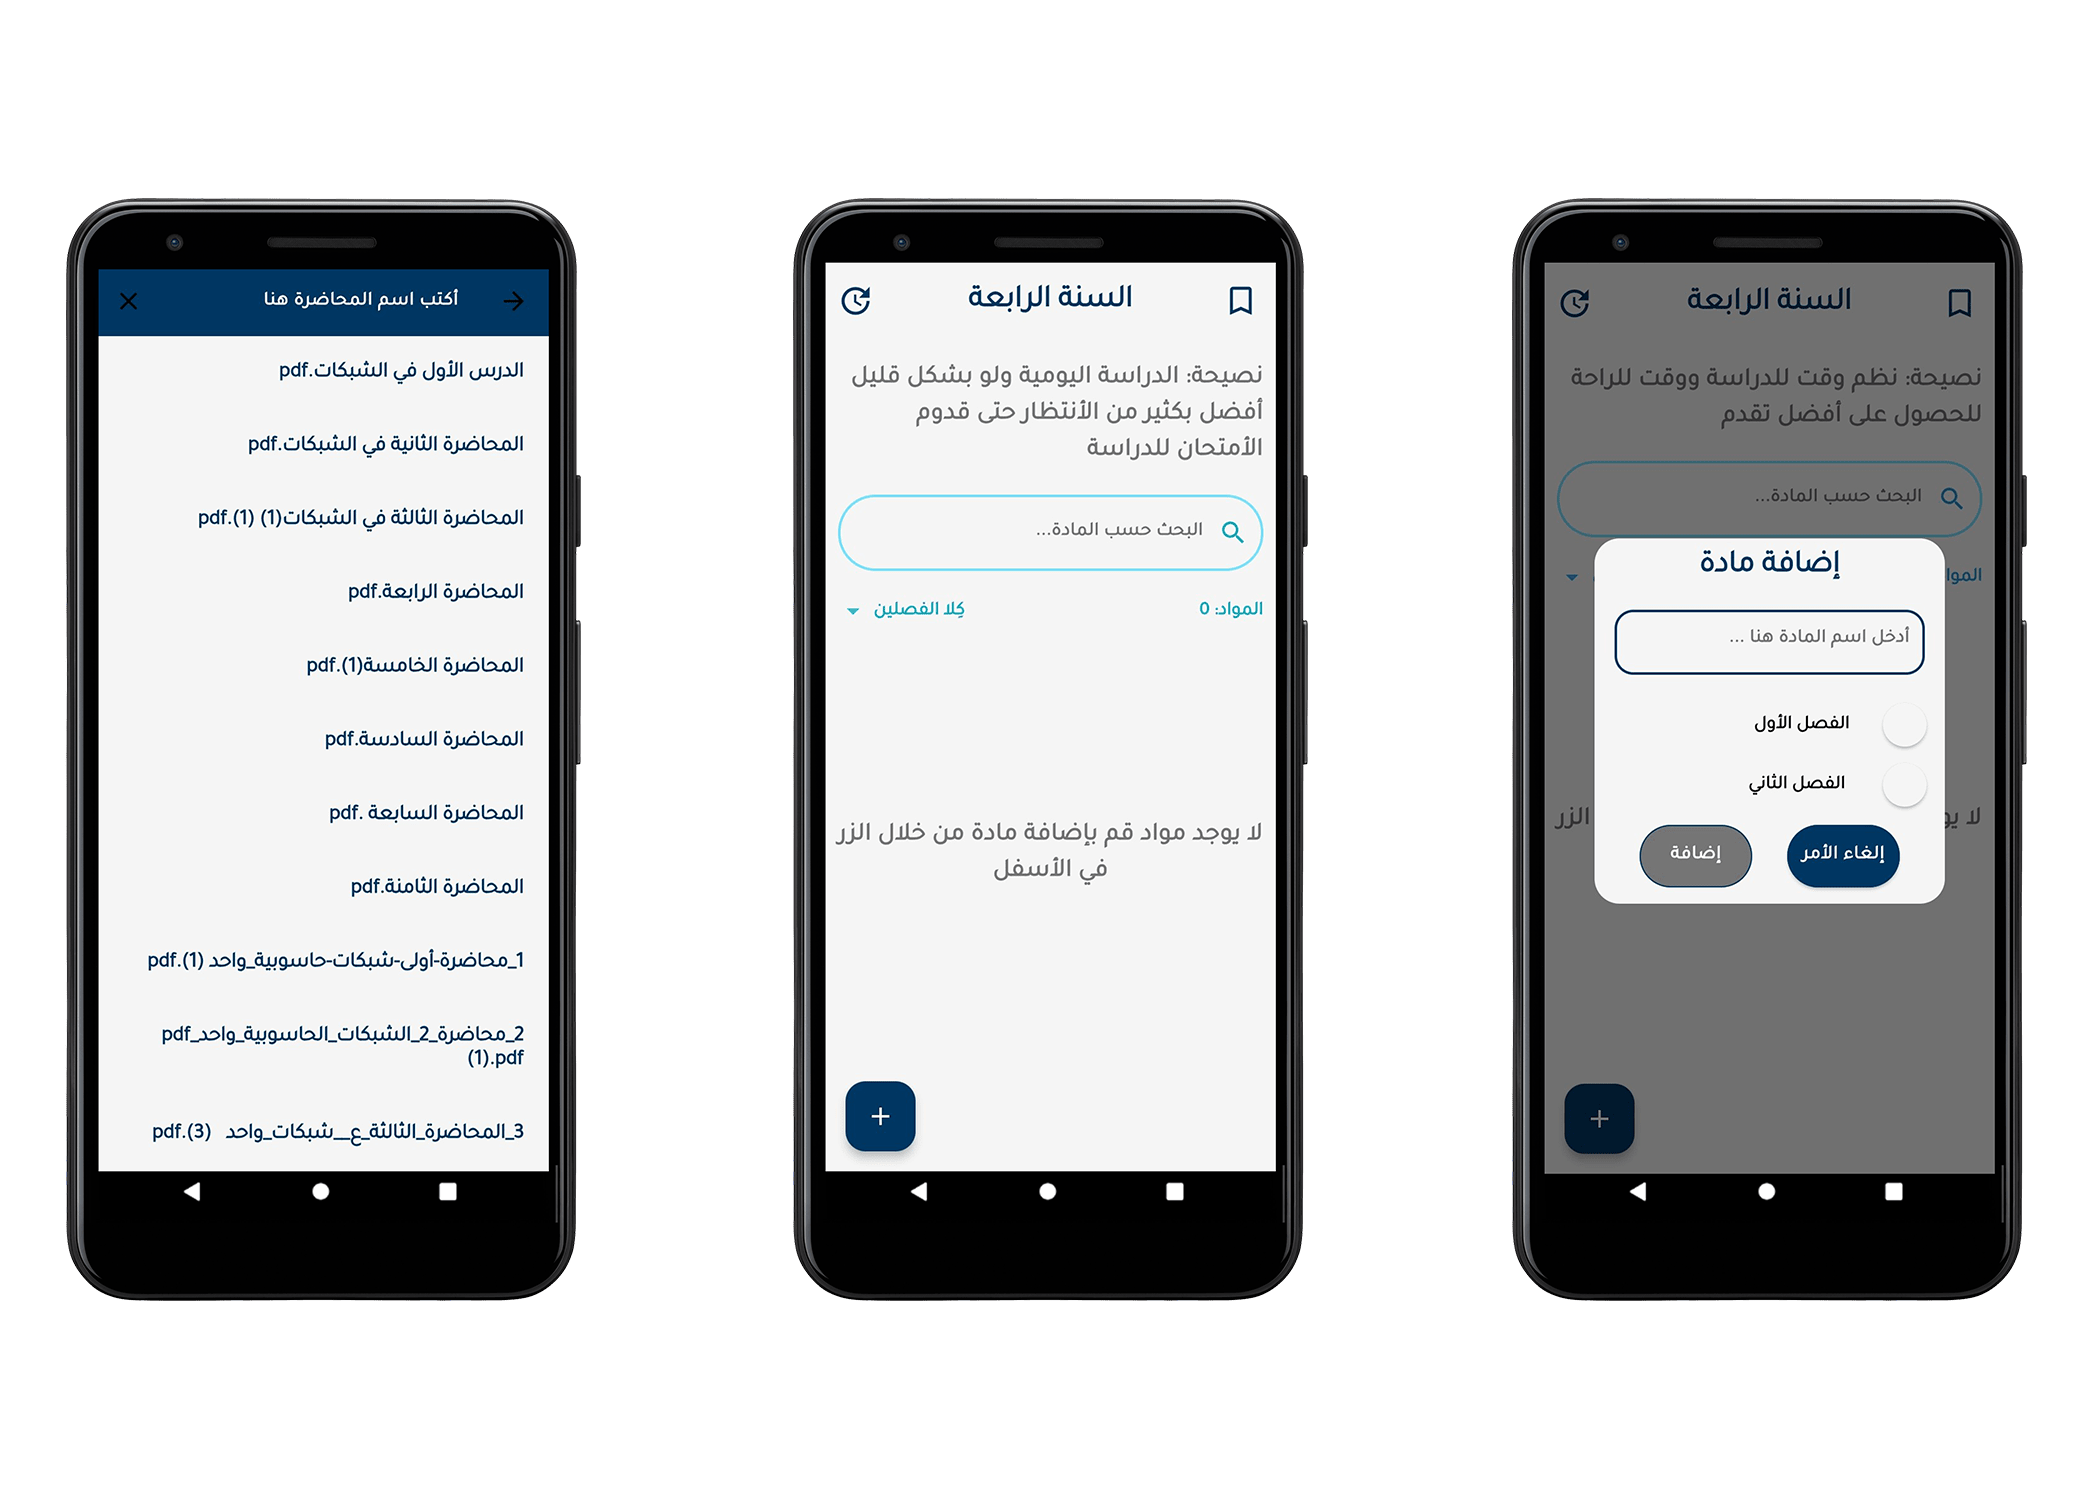 أكتب اسم المحاضرة هنا
الدرس الأول في الشبكات.pdf
المحاضرة الثانية في الشبكات.pdf
المحاضرة الثالثة في الشبكات(1) (1).pdf
المحاضرة الرابعة.pdf
المحاضرة الخامسة(1).pdf
المحاضرة السادسة.pdf
المحاضرة السابعة .pdf
المحاضرة الثامنة.pdf
1_محاضرة-أولى-شبكات-حاسوبية_واحد (1).pdf
2_محاضرة_2_الشبكات_الحاسوبية_واحد_pdf
(1).pdf
3_المحاضرة_الثالثة_ع__شبكات_واحد (3).pdf
السنة الرابعة
نصيحة: الدراسة اليومية ولو بشكل قليل
أفضل بكثير من الأنتظار حتى قدوم
الأمتحان للدراسة
البحث حسب المادة...
المواد: 0
كِلا الفصلين
لا يوجد مواد قم بإضافة مادة من خلال الزر
في الأسفل
+
السنة الرابعة
نصيحة: نظم وقت للدراسة ووقت للراحة
للحصول على أفضل تقدم
البحث حسب المادة...
الموا
إضافة مادة
أدخل اسم المادة هنا ...
الفصل الأول
الفصل الثاني
لا يو
الزر
إلغاء الأمر
إضافة
+